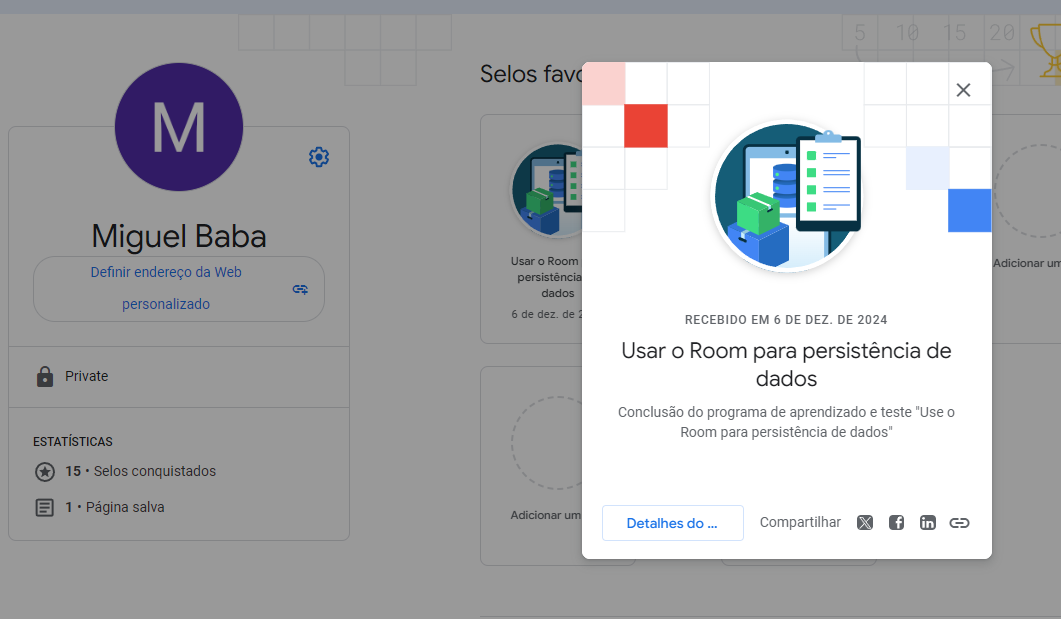 5 10 15 20
Selos favo
M
Miguel Baba
Definir endereço da Web
personalizado
Private
ESTATÍSTICAS
15 • Selos conquistados
1 • Página salva
Usar o Room
persistência
dados
6 de dez. de 2
Adicionar um
Adicionar um
RECEBIDO EM 6 DE DEZ. DE 2024
Usar o Room para persistência de
dados
Conclusão do programa de aprendizado e teste "Use o
Room para persistência de dados"
Detalhes do ...
Compartilhar